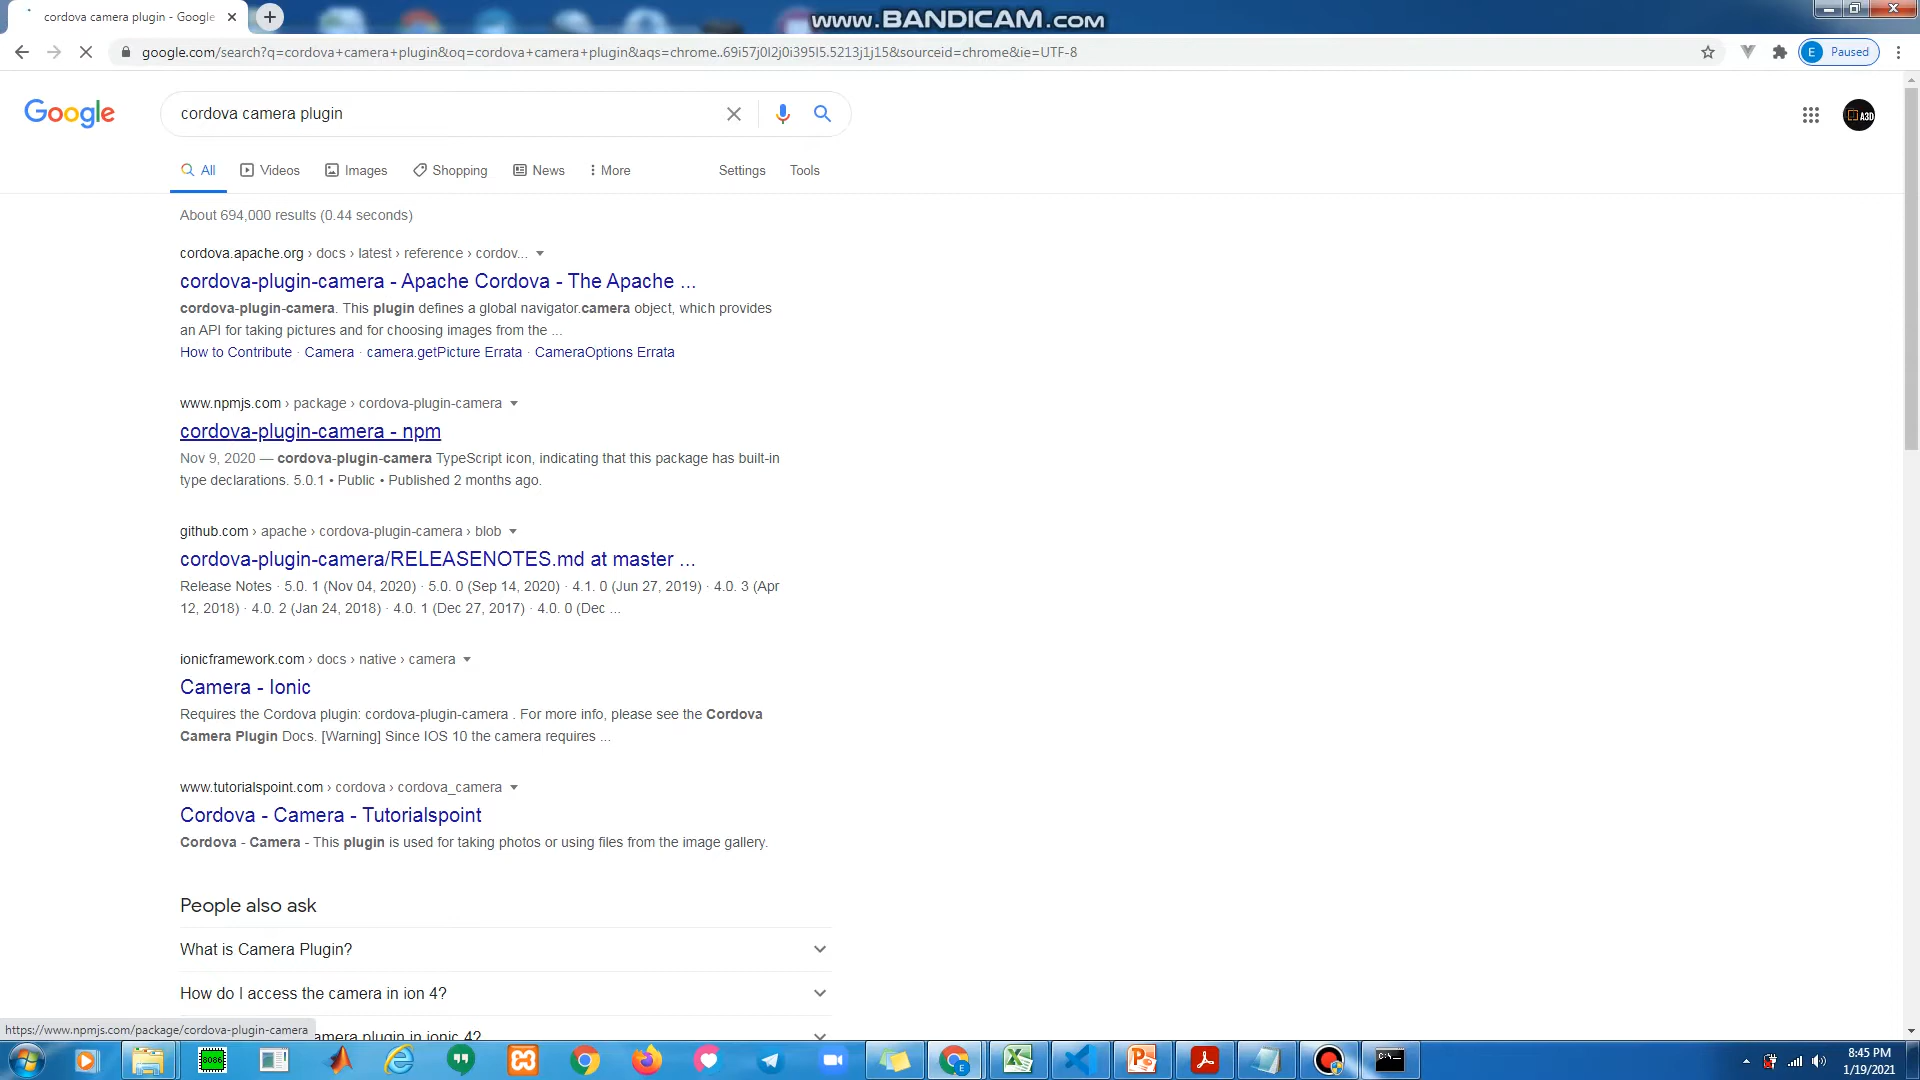 cordova camera plugin - Google
WWW.BANDICAM.COM
google.com/search?q=cordova+camera+plugin&oq=cordova+camera+plugin&aqs=chrome..69i57j0l2j0i395l5.5213j1j15&sourceid=chrome&ie=UTF-8
E Paused
Google
cordova camera plugin
A3D
All Videos Images Shopping News More Settings Tools
About 694,000 results (0.44 seconds)
cordova.apache.org › docs › latest › reference › cordov...
cordova-plugin-camera - Apache Cordova - The Apache ...
cordova-plugin-camera. This plugin defines a global navigator.camera object, which provides
an API for taking pictures and for choosing images from the ...
How to Contribute · Camera · camera.getPicture Errata · CameraOptions Errata
www.npmjs.com › package › cordova-plugin-camera
cordova-plugin-camera - npm
Nov 9, 2020 — cordova-plugin-camera TypeScript icon, indicating that this package has built-in
type declarations. 5.0.1 • Public • Published 2 months ago.
github.com › apache › cordova-plugin-camera › blob
cordova-plugin-camera/RELEASENOTES.md at master ...
Release Notes · 5.0. 1 (Nov 04, 2020) · 5.0. 0 (Sep 14, 2020) · 4.1. 0 (Jun 27, 2019) · 4.0. 3 (Apr
12, 2018) · 4.0. 2 (Jan 24, 2018) · 4.0. 1 (Dec 27, 2017) · 4.0. 0 (Dec ...
ionicframework.com › docs › native › camera
Camera - Ionic
Requires the Cordova plugin: cordova-plugin-camera . For more info, please see the Cordova
Camera Plugin Docs. [Warning] Since IOS 10 the camera requires ...
www.tutorialspoint.com › cordova › cordova_camera
Cordova - Camera - Tutorialspoint
Cordova - Camera - This plugin is used for taking photos or using files from the image gallery.
People also ask
What is Camera Plugin?
How do I access the camera in ion 4?
amera plugin in ionic 4?
https://www.npmjs.com/package/cordova-plugin-camera
8086
E
C:\_
8:45 PM
1/19/2021